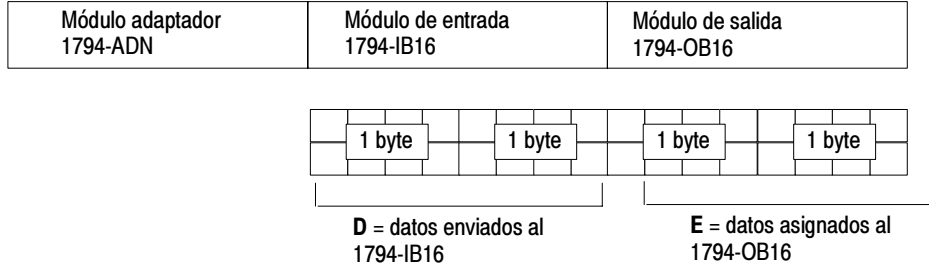 Módulo adaptador
1794-ADN
Módulo de entrada
1794-IB16
Módulo de salida
1794-OB16
1 byte
1 byte
1 byte
1 byte
D = datos enviados al
1794-IB16
E = datos asignados al
1794-OB16